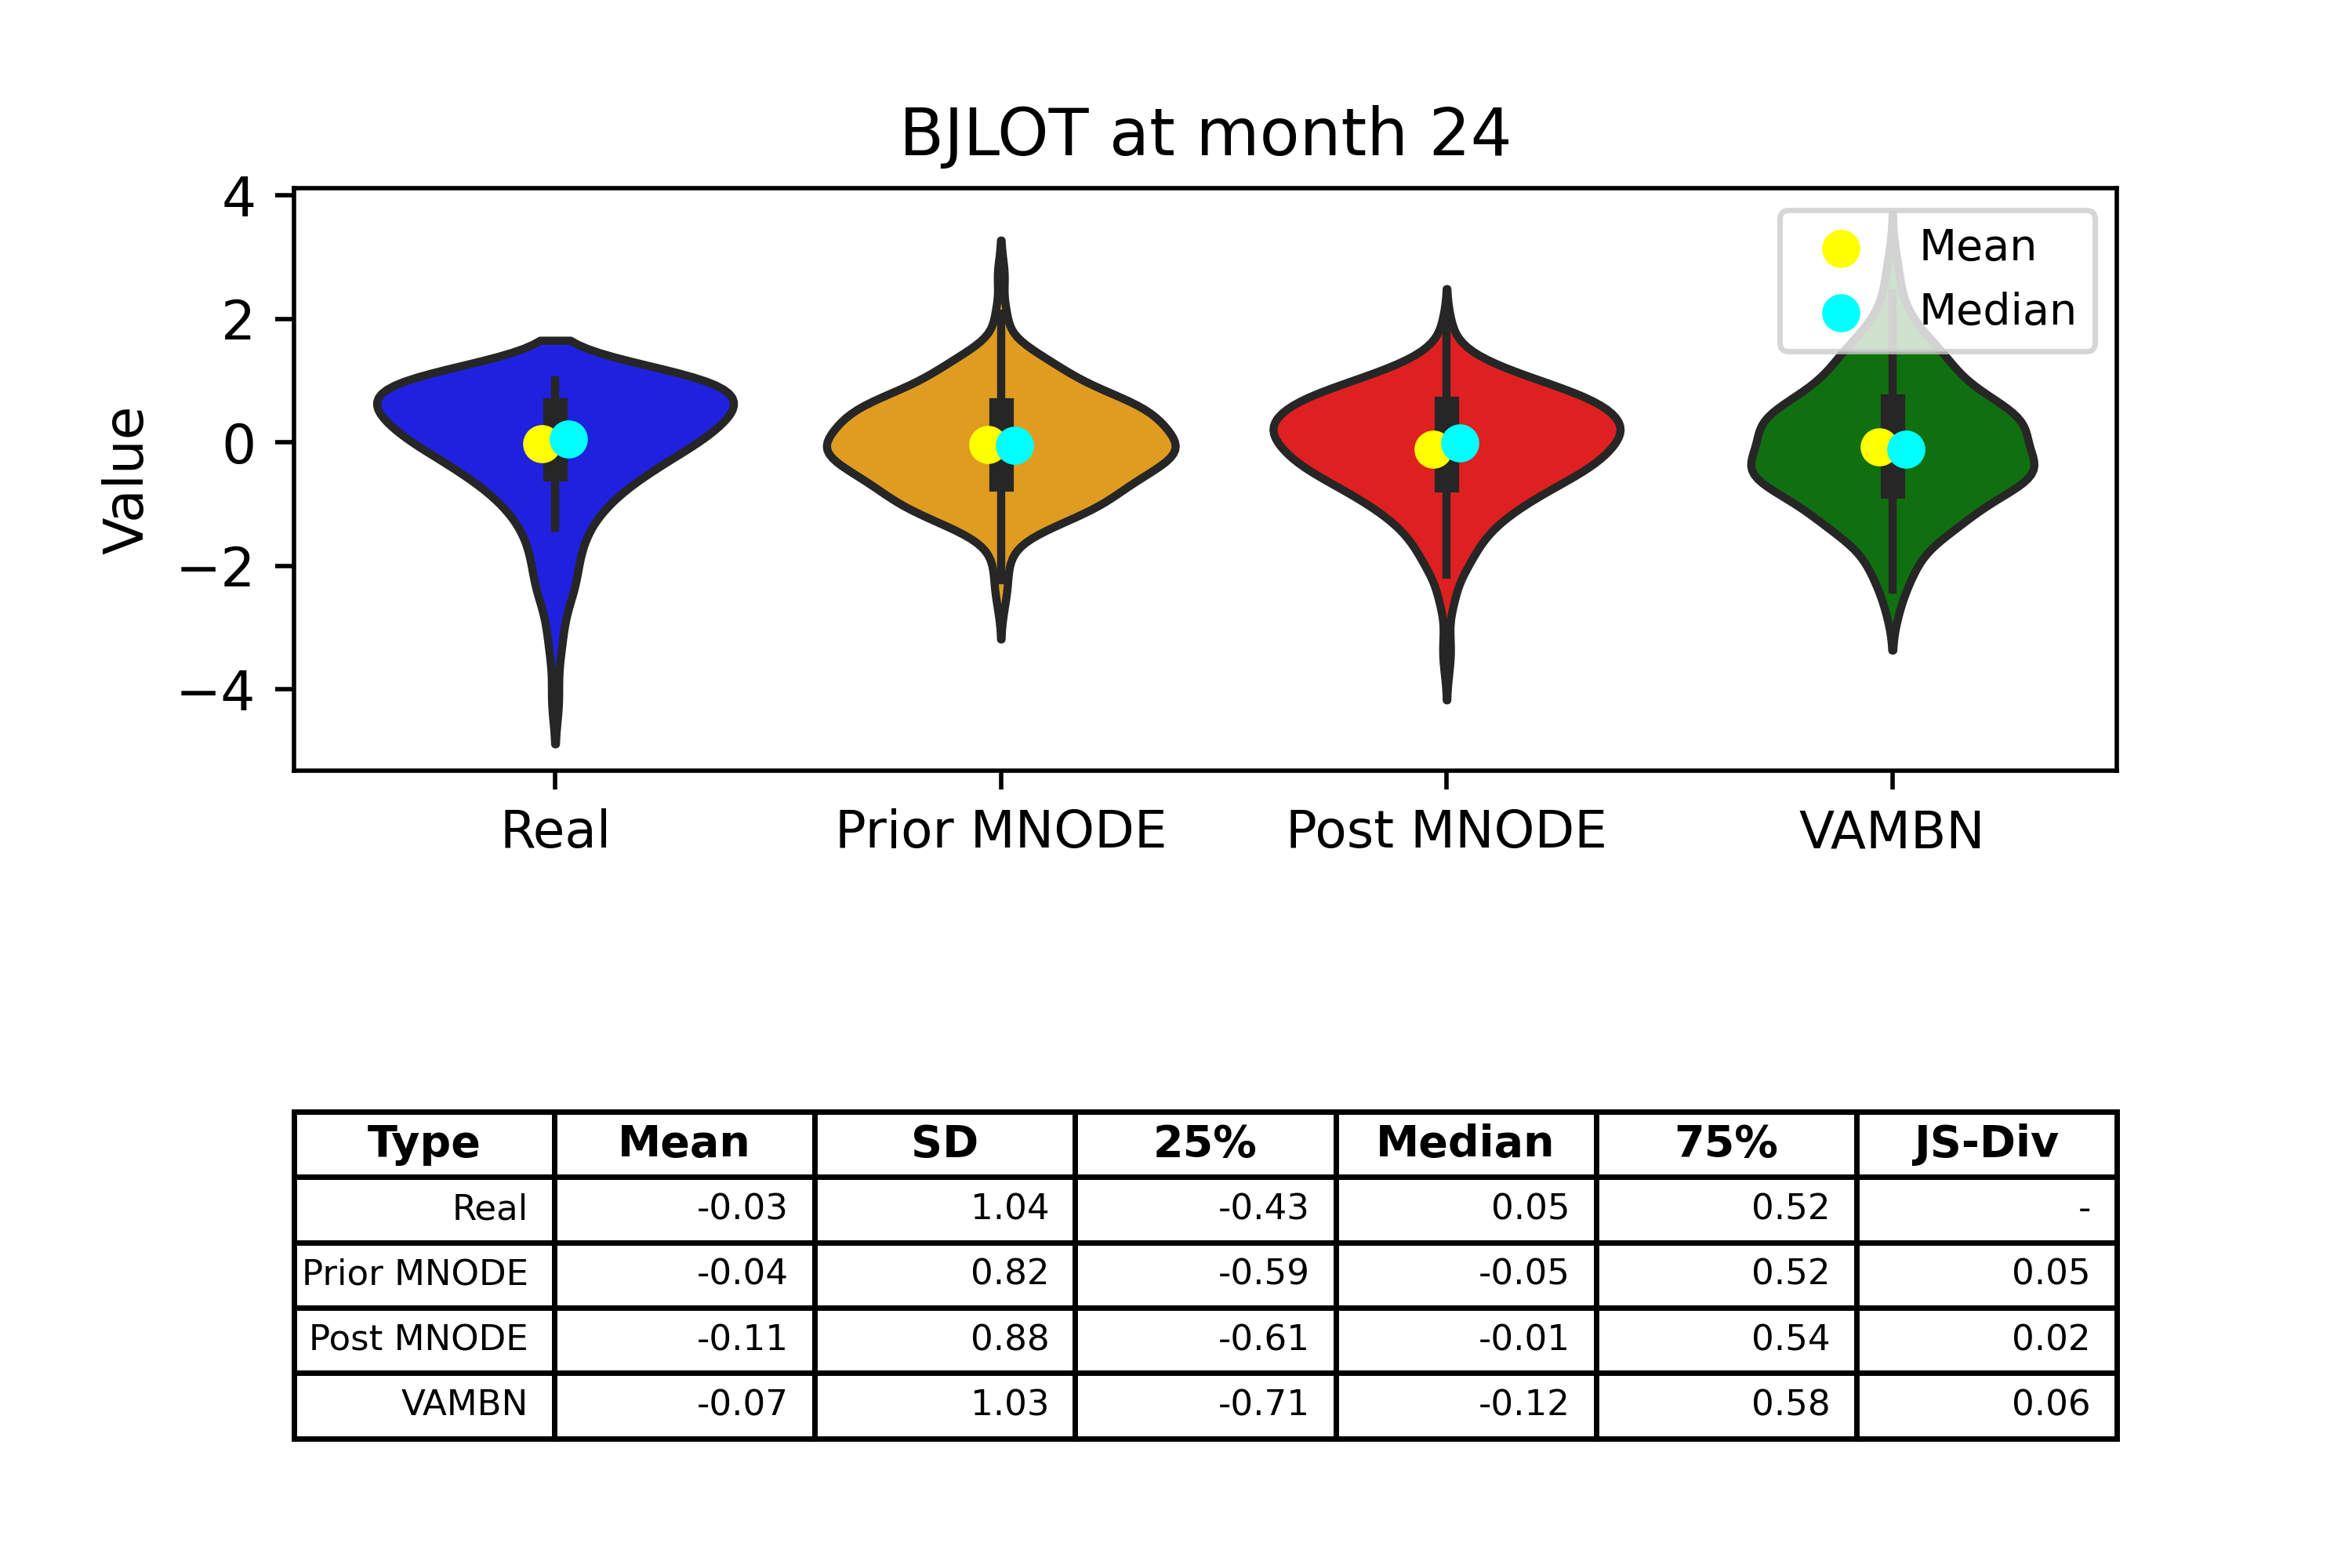 BJLOT at month 24
4
2
0
−2
−4
Value
Mean
Median
Real Prior MNODE Post MNODE VAMBN
Type Mean SD 25% Median 75% JS-Div
Real -0.03 1.04 -0.43 0.05 0.52 -
Prior MNODE -0.04 0.82 -0.59 -0.05 0.52 0.05
Post MNODE -0.11 0.88 -0.61 -0.01 0.54 0.02
VAMBN -0.07 1.03 -0.71 -0.12 0.58 0.06